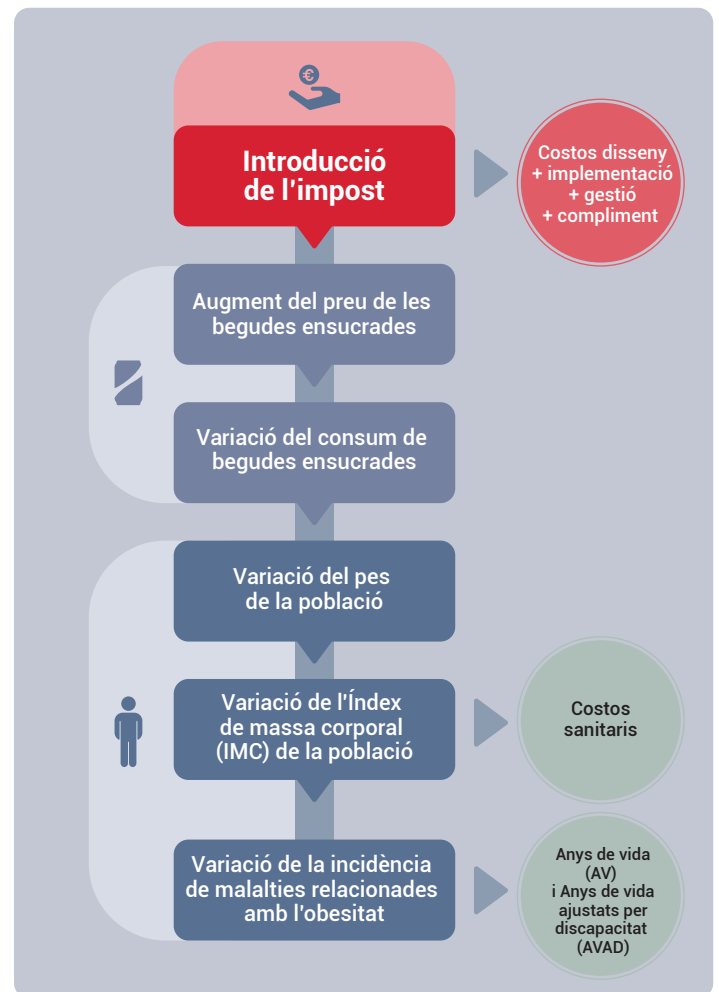 €
Introducció
de l'impost
Costos disseny
+ implementació
+ gestió
+ compliment
Augment del preu de les
begudes ensucrades
Variació del consum de
begudes ensucrades
Variació del pes
de la població
Variació de l'Índex
de massa corporal
(IMC) de la població
Costos
sanitaris
Variació de la incidència
de malalties relacionades
amb l'obesitat
Anys de vida
(AV)
i Anys de vida
ajustats per
discapacitat
(AVAD)